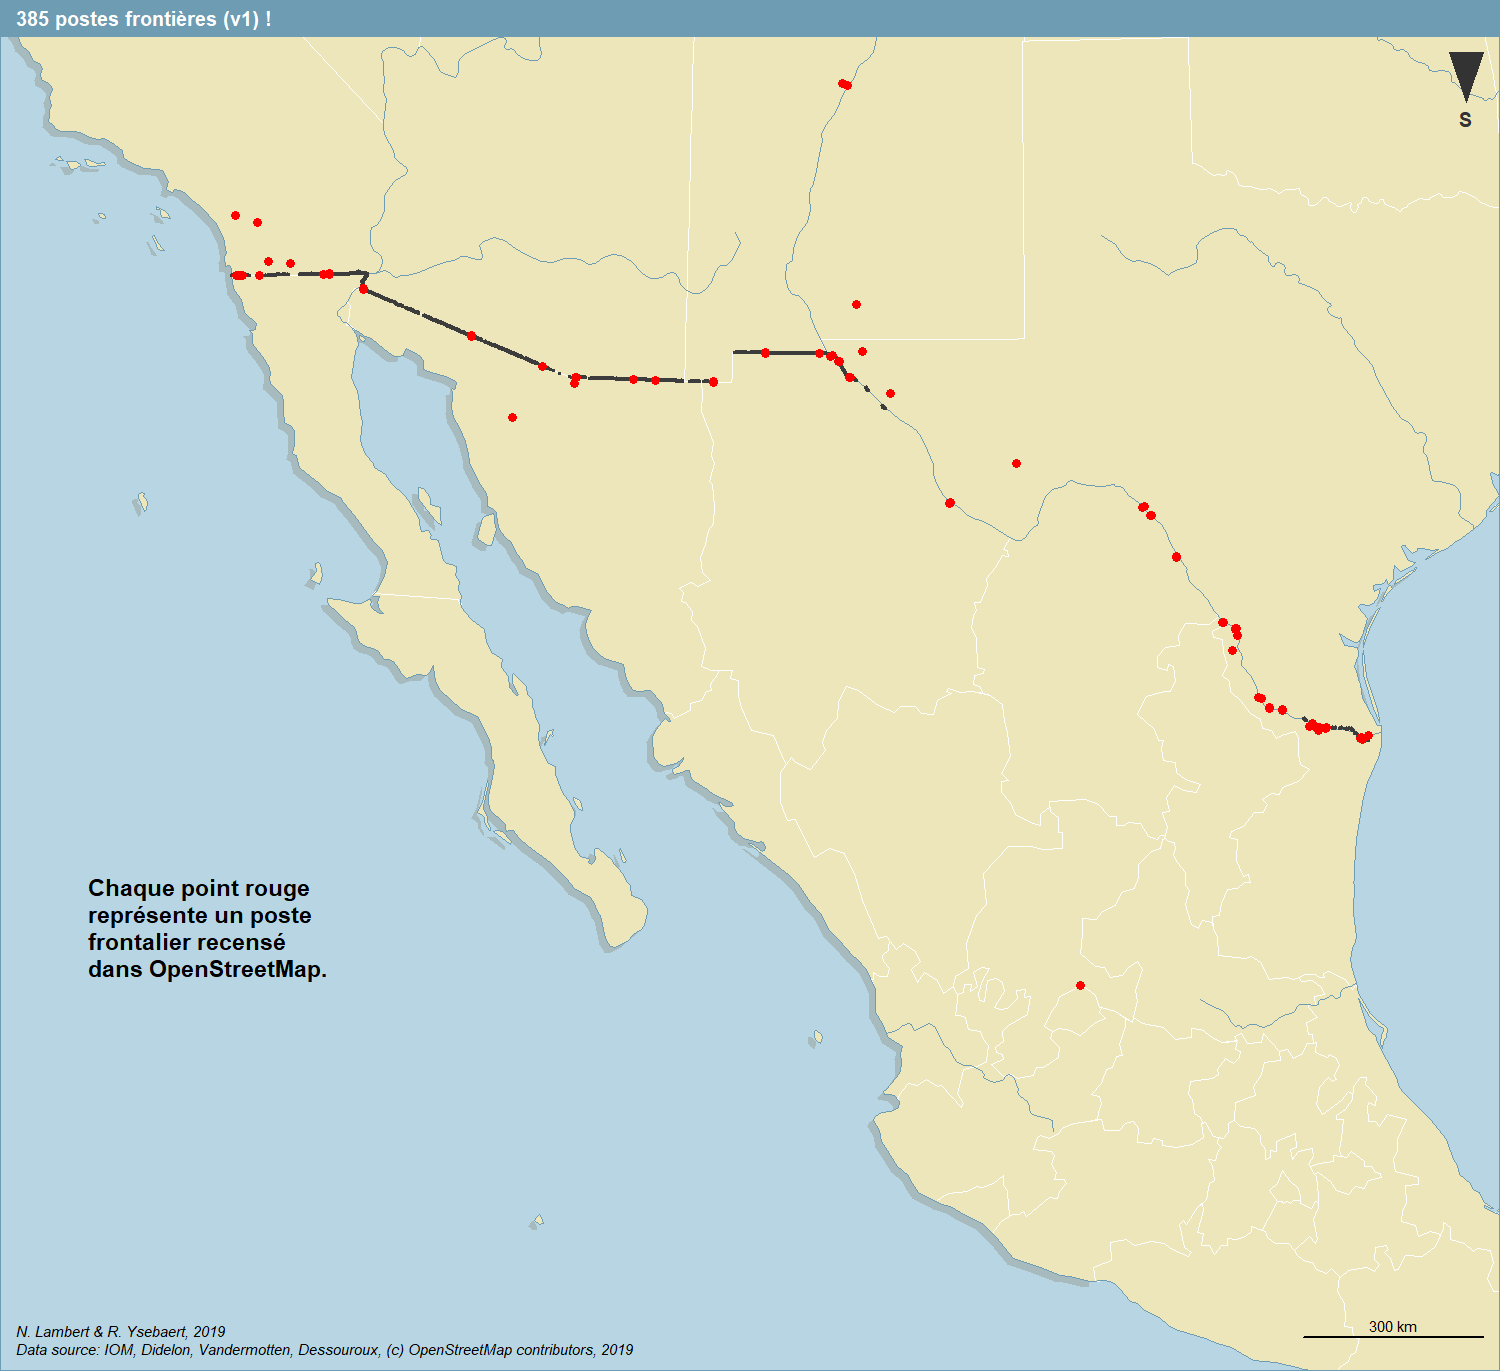 385 postes frontières (v1) !
S
Chaque point rouge
représente un poste
frontalier recensé
dans OpenStreetMap.
300 km
N. Lambert & R. Ysebaert, 2019
Data source: IOM, Didelon, Vandermotten, Dessouroux, (c) OpenStreetMap contributors, 2019